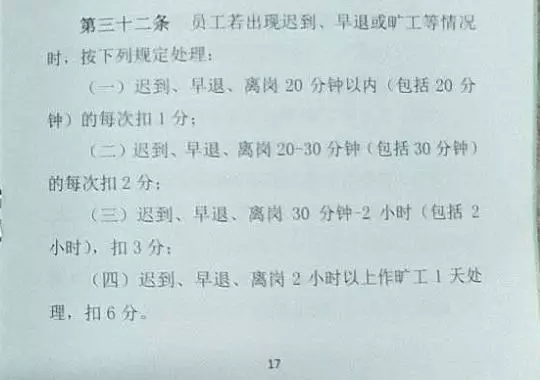 第三十二条 员工若出现迟到、早退或旷工等情况
时，按下列规定处理：
（一）迟到、早退、离岗 20 分钟以内（包括 20 分
钟）的每次扣 1 分；
（二）迟到、早退、离岗 20-30 分钟（包括 30 分钟）
的每次扣 2 分；
（三）迟到、早退、离岗 30 分钟-2 小时（包括 2
小时），扣 3 分；
（四）迟到、早退、离岗 2 小时以上作旷工 1 天处
理，扣 6 分。
17